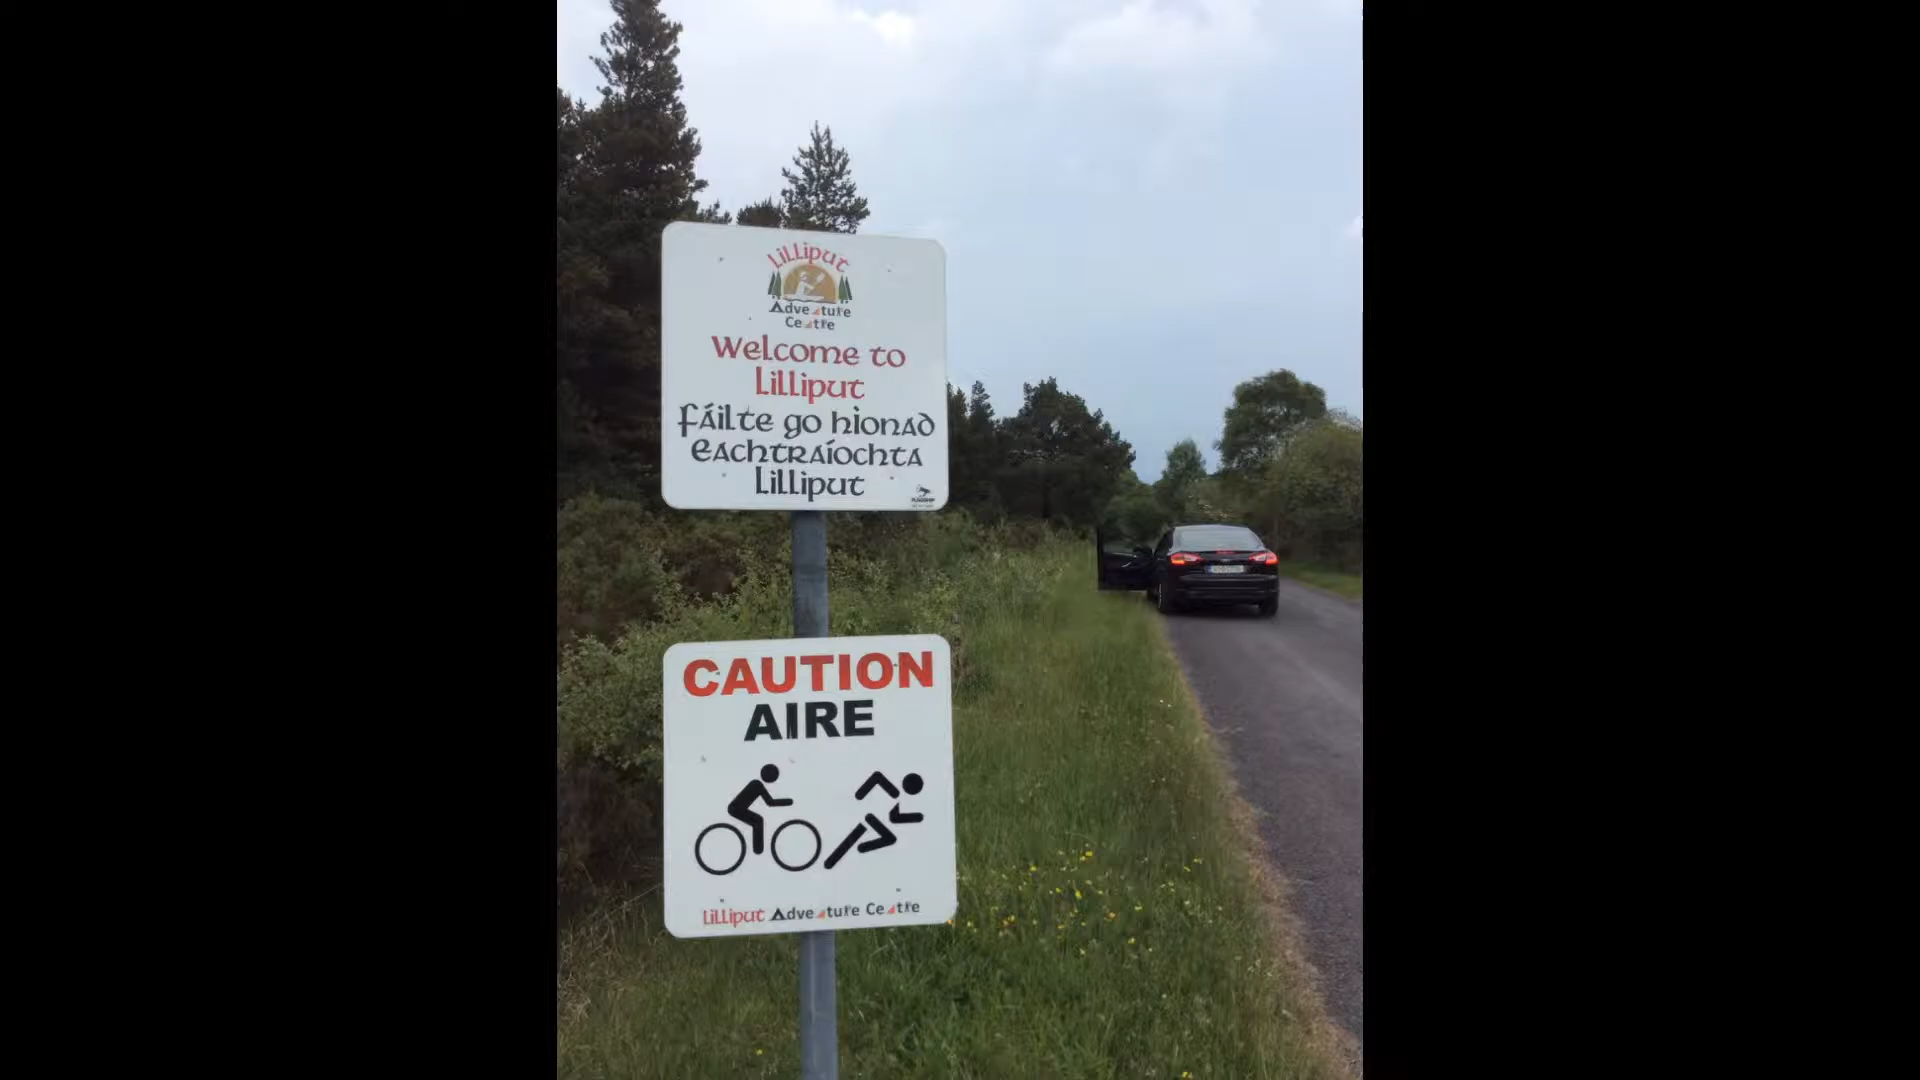 Lilliput
Adventure
Centre
Welcome to
Lilliput
Fáilte go hIonad
Eachtraíochta
Lilliput
CAUTION
AIRE
Lilliput Adventure Centre